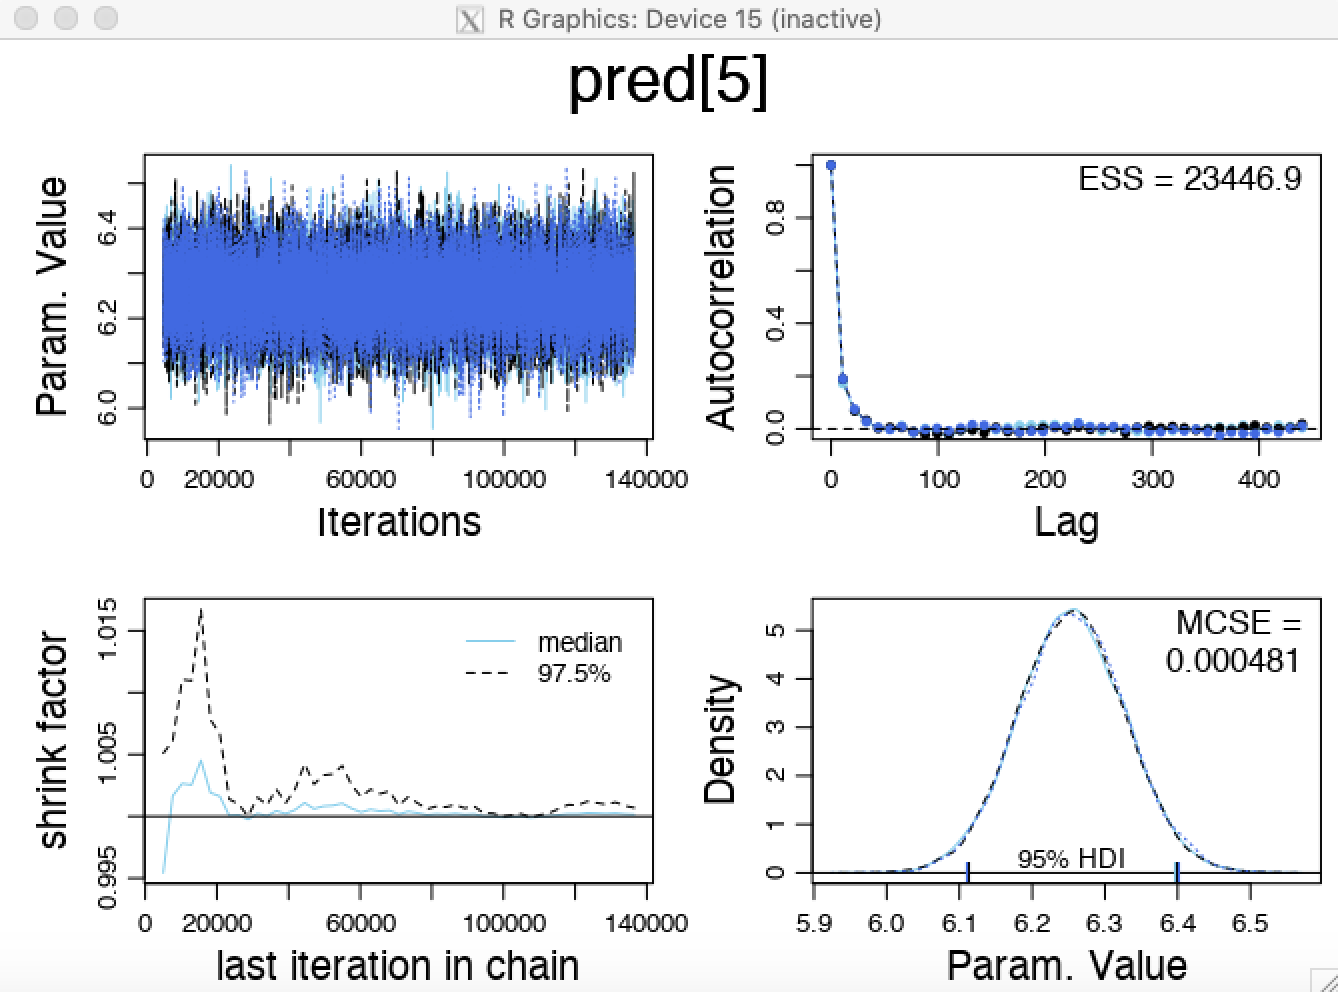 R Graphics: Device 15 (inactive)
pred[5]
Param. Value
6.0 6.2 6.4
0 20000 60000 100000 140000
Iterations
Autocorrelation
0.0 0.4 0.8
ESS = 23446.9
0 100 200 300 400
Lag
shrink factor
0.995 1.005 1.015
median
97.5%
0 20000 60000 100000 140000
last iteration in chain
Density
0 1 2 3 4 5
MCSE =
0.000481
95% HDI
5.9 6.0 6.1 6.2 6.3 6.4 6.5
Param. Value